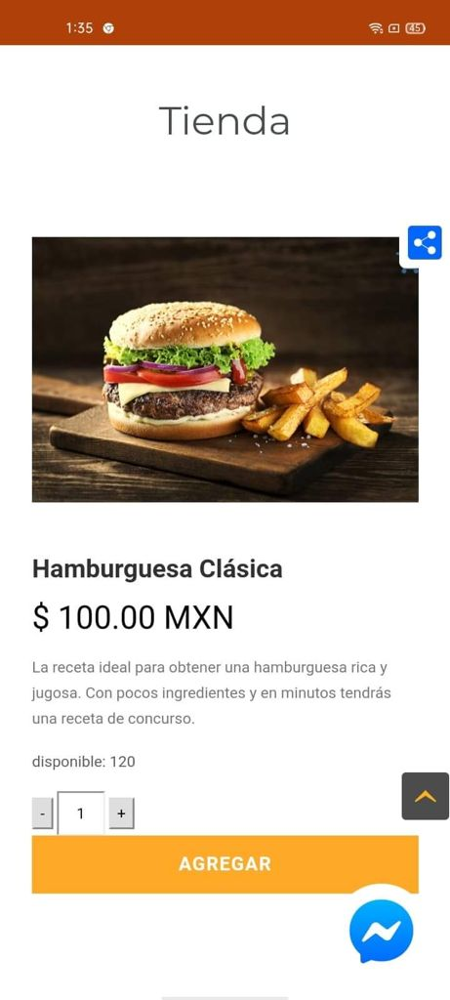 1:35
45
Tienda
Hamburguesa Clásica
$ 100.00 MXN
La receta ideal para obtener una hamburguesa rica y
jugosa. Con pocos ingredientes y en minutos tendrás
una receta de concurso.
disponible: 120
- 1 +
AGREGAR